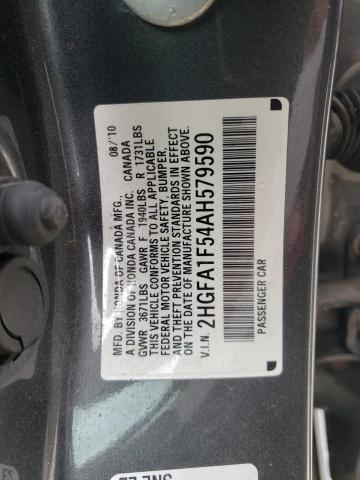 MFD. BY HONDA OF CANADA MFG., 08/10
A DIVISION OF HONDA CANADA INC. CANADA
GVWR 3671LBS GAWR F 1940LBS R 1731LBS
THIS VEHICLE CONFORMS TO ALL APPLICABLE
FEDERAL MOTOR VEHICLE SAFETY, BUMPER,
AND THEFT PREVENTION STANDARDS IN EFFECT
ON THE DATE OF MANUFACTURE SHOWN ABOVE.
V.I.N. 2HGFA1F54AH579590
PASSENGER CAR